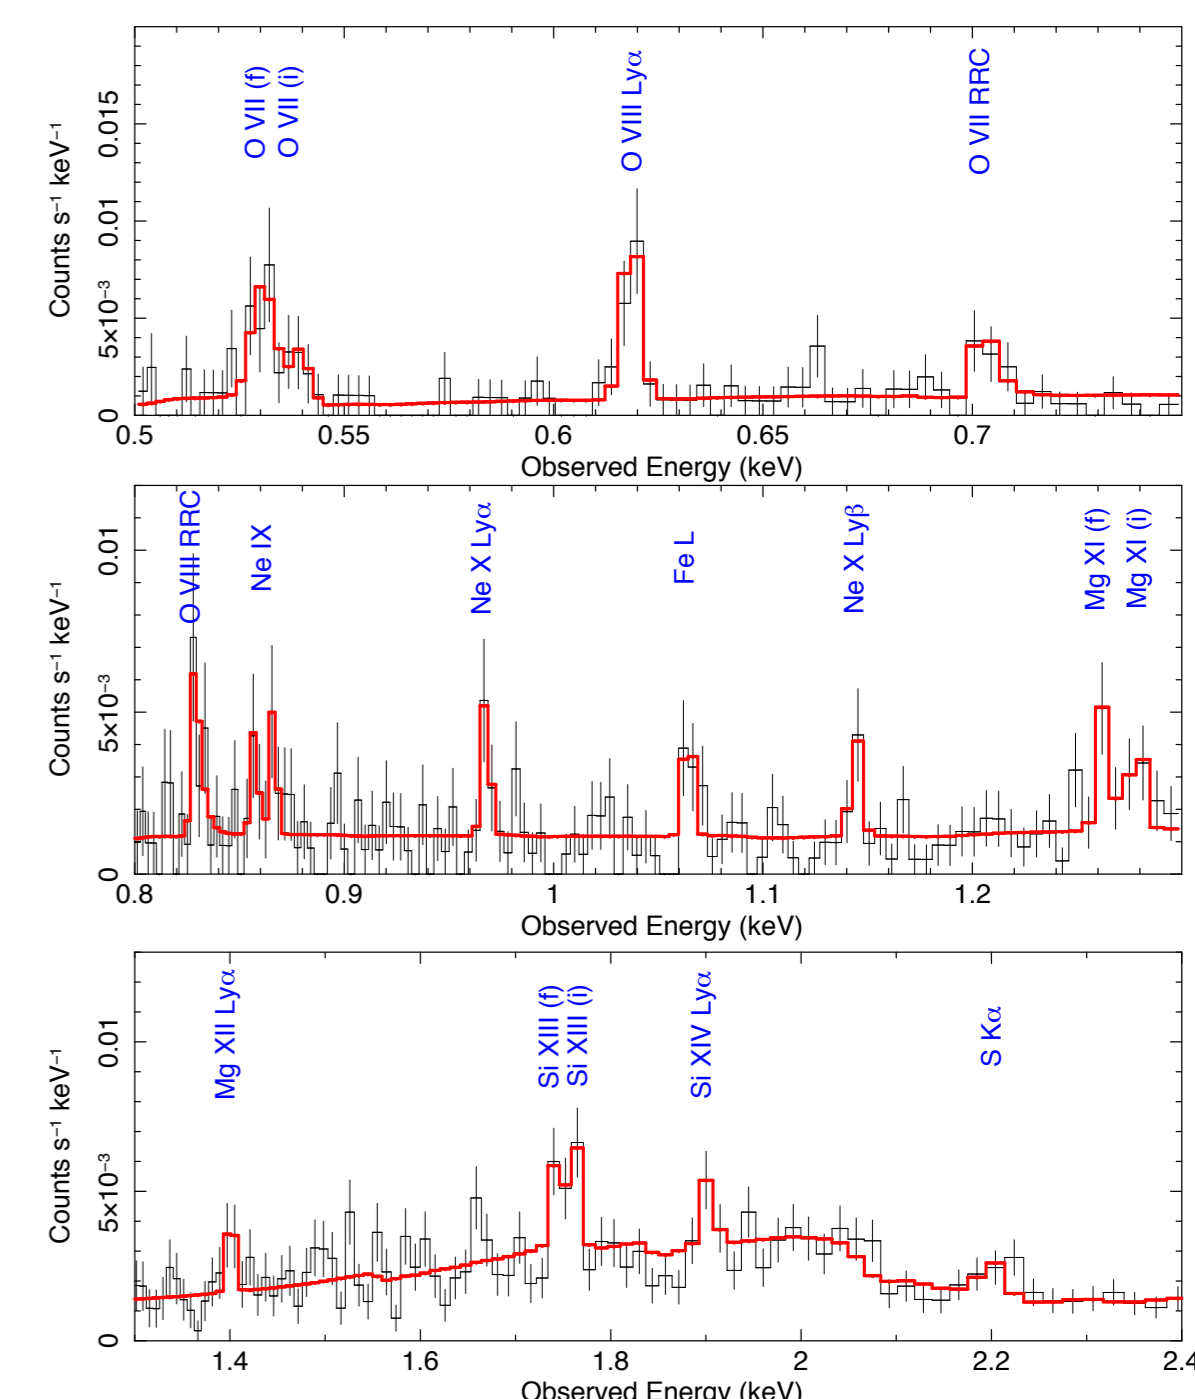 O VII (f)
O VII (i)
O VIII Lyα
O VII RRC
Counts s⁻¹ keV⁻¹
0.015
0.01
5×10⁻³
0
0.5 0.55 0.6 0.65 0.7
Observed Energy (keV)
O VIII RRC
Ne IX
Ne X Lyα
Fe L
Ne X Lyβ
Mg XI (f)
Mg XI (i)
Counts s⁻¹ keV⁻¹
0.01
5×10⁻³
0
0.8 0.9 1 1.1 1.2
Observed Energy (keV)
Mg XII Lyα
Si XIII (f)
Si XIII (i)
Si XIV Lyα
S Kα
Counts s⁻¹ keV⁻¹
0.01
5×10⁻³
0
1.4 1.6 1.8 2 2.2 2.4
Observed Energy (keV)